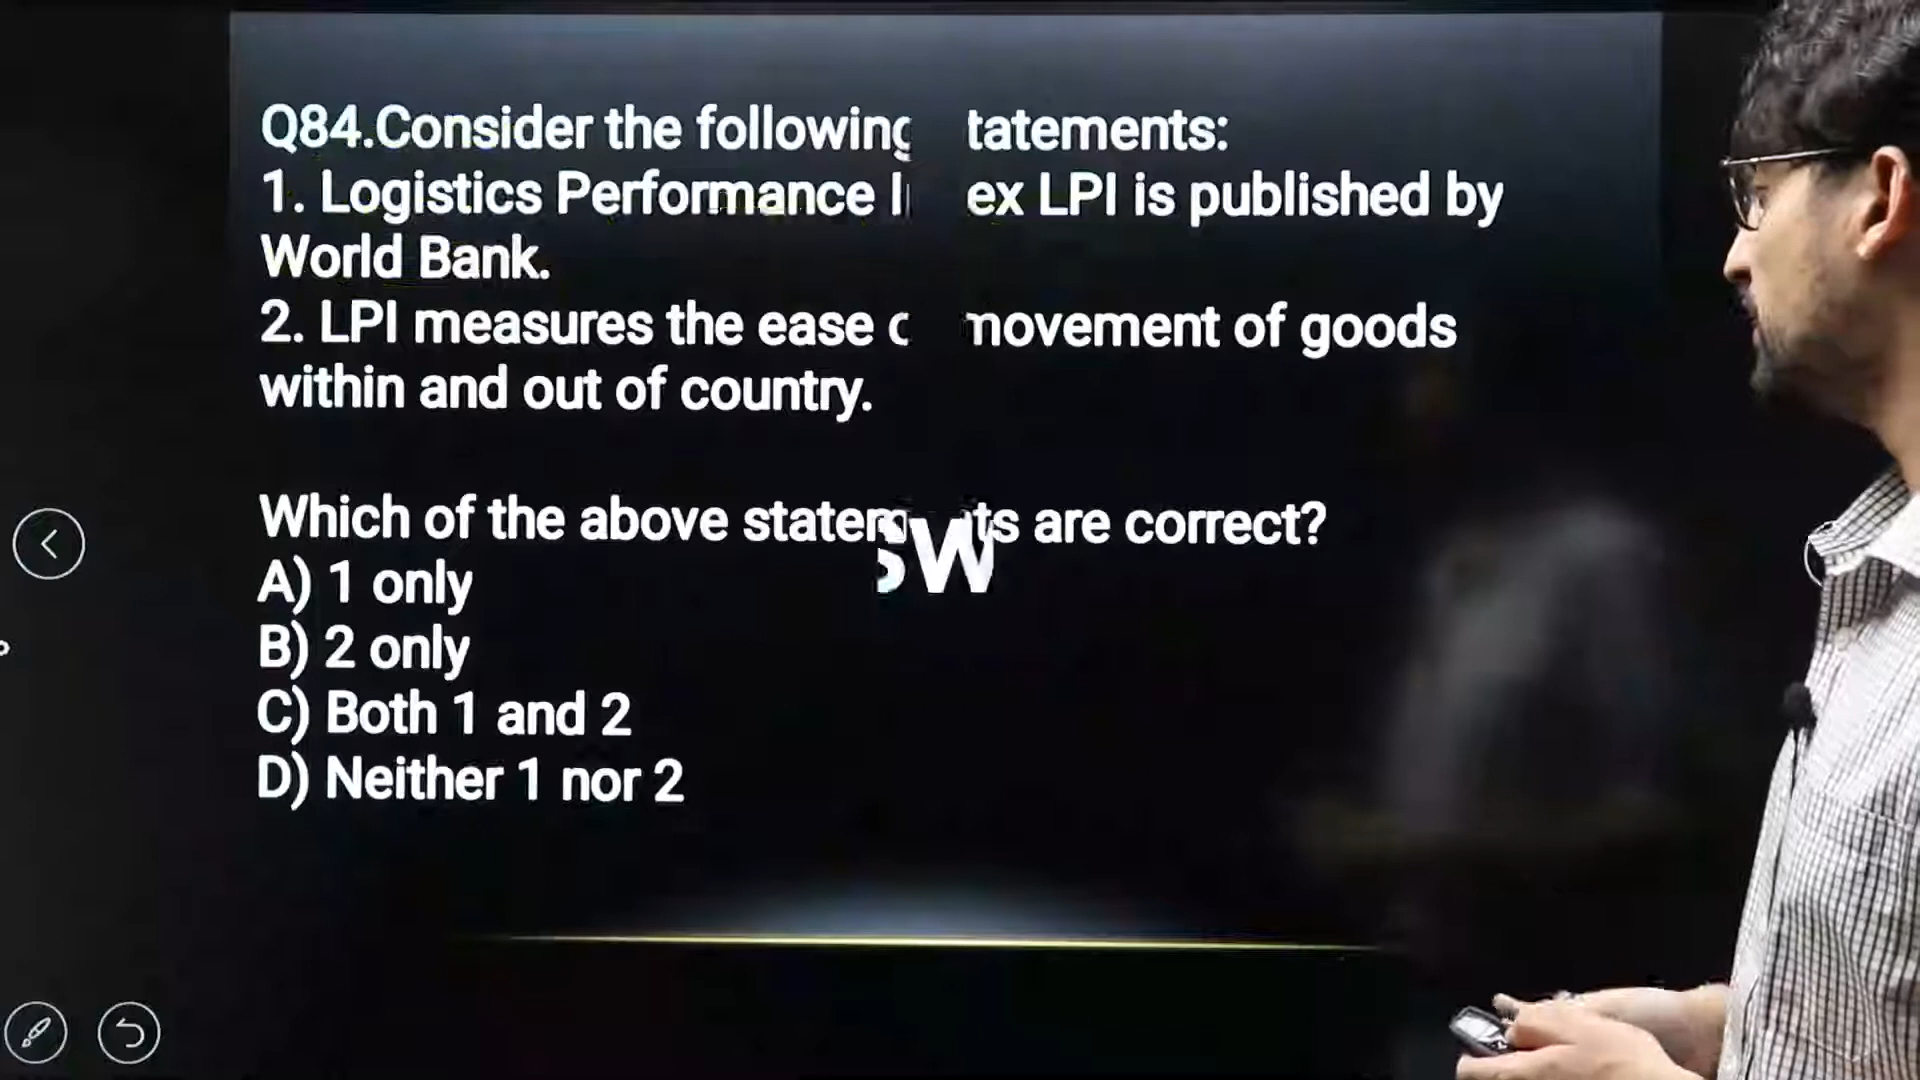 Q84.Consider the following tatements:
1. Logistics Performance I ex LPI is published by
World Bank.
2. LPI measures the ease movement of goods
within and out of country.
Which of the above statem ts are correct?
sw
A) 1 only
B) 2 only
C) Both 1 and 2
D) Neither 1 nor 2